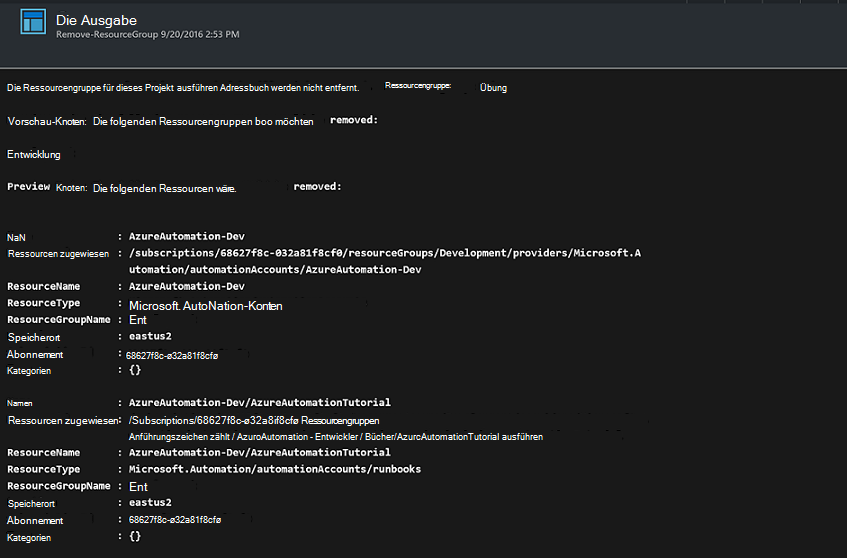 Die Ausgabe
Remove-ResourceGroup 9/20/2016 2:53 PM
Die Ressourcengruppe für dieses Projekt ausführen Adressbuch werden nicht entfernt. Ressourcengruppe: Übung
Vorschau-Knoten: Die folgenden Ressourcengruppen boo möchten removed:
Entwicklung
Preview Knoten: Die folgenden Ressourcen wäre. removed:
NaN : AzureAutomation-Dev
Ressourcen zugewiesen : /subscriptions/68627f8c-032a81f8cf0/resourceGroups/Development/providers/Microsoft.A
utomation/automationAccounts/AzureAutomation-Dev
ResourceName : AzureAutomation-Dev
ResourceType : Microsoft. AutoNation-Konten
ResourceGroupName : Ent
Speicherort : eastus2
Abonnement : 68627f8c-ø32a81f8cfø
Kategorien : {}
Namen : AzureAutomation-Dev/AzureAutomationTutorial
Ressourcen zugewiesen: /Subscriptions/68627f8c-ø32a8if8cfø Ressourcengruppen
Anführungszeichen zählt / AzuroAutomation - Entwickler / Bücher/AzurcAutomationTutorial ausführen
ResourceName : AzureAutomation-Dev/AzureAutomationTutorial
ResourceType : Microsoft.Automation/automationAccounts/runbooks
ResourceGroupName : Ent
Speicherort : eastus2
Abonnement : 68627f8c-ø32a81f8cfø
Kategorien : {}